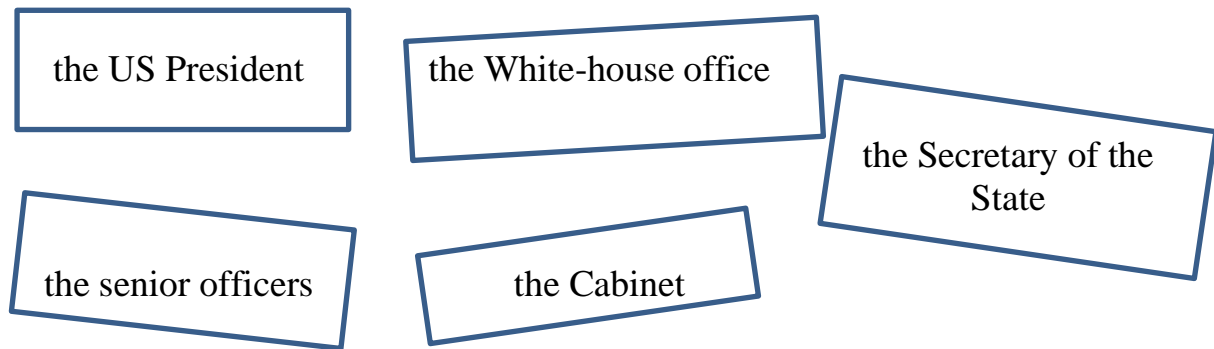 the US President
the White-house office
the Secretary of the
State
the senior officers
the Cabinet